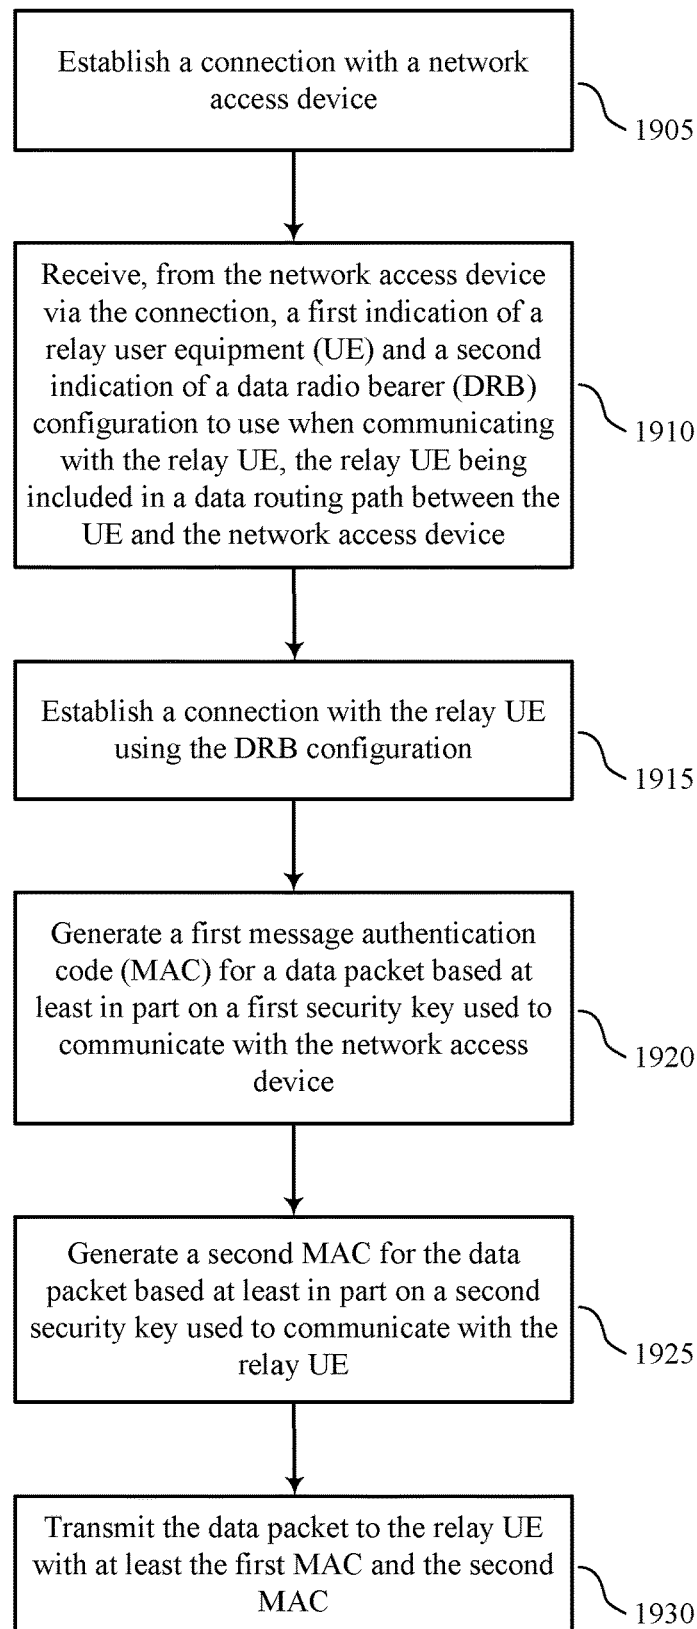 Establish a connection with a network
access device
1905
Receive, from the network access device
via the connection, a first indication of a
relay user equipment (UE) and a second
indication of a data radio bearer (DRB)
configuration to use when communicating
with the relay UE, the relay UE being
included in a data routing path between the
UE and the network access device
1910
Establish a connection with the relay UE
using the DRB configuration
1915
Generate a first message authentication
code (MAC) for a data packet based at
least in part on a first security key used to
communicate with the network access
device
1920
Generate a second MAC for the data
packet based at least in part on a second
security key used to communicate with the
relay UE
1925
Transmit the data packet to the relay UE
with at least the first MAC and the second
MAC
1930